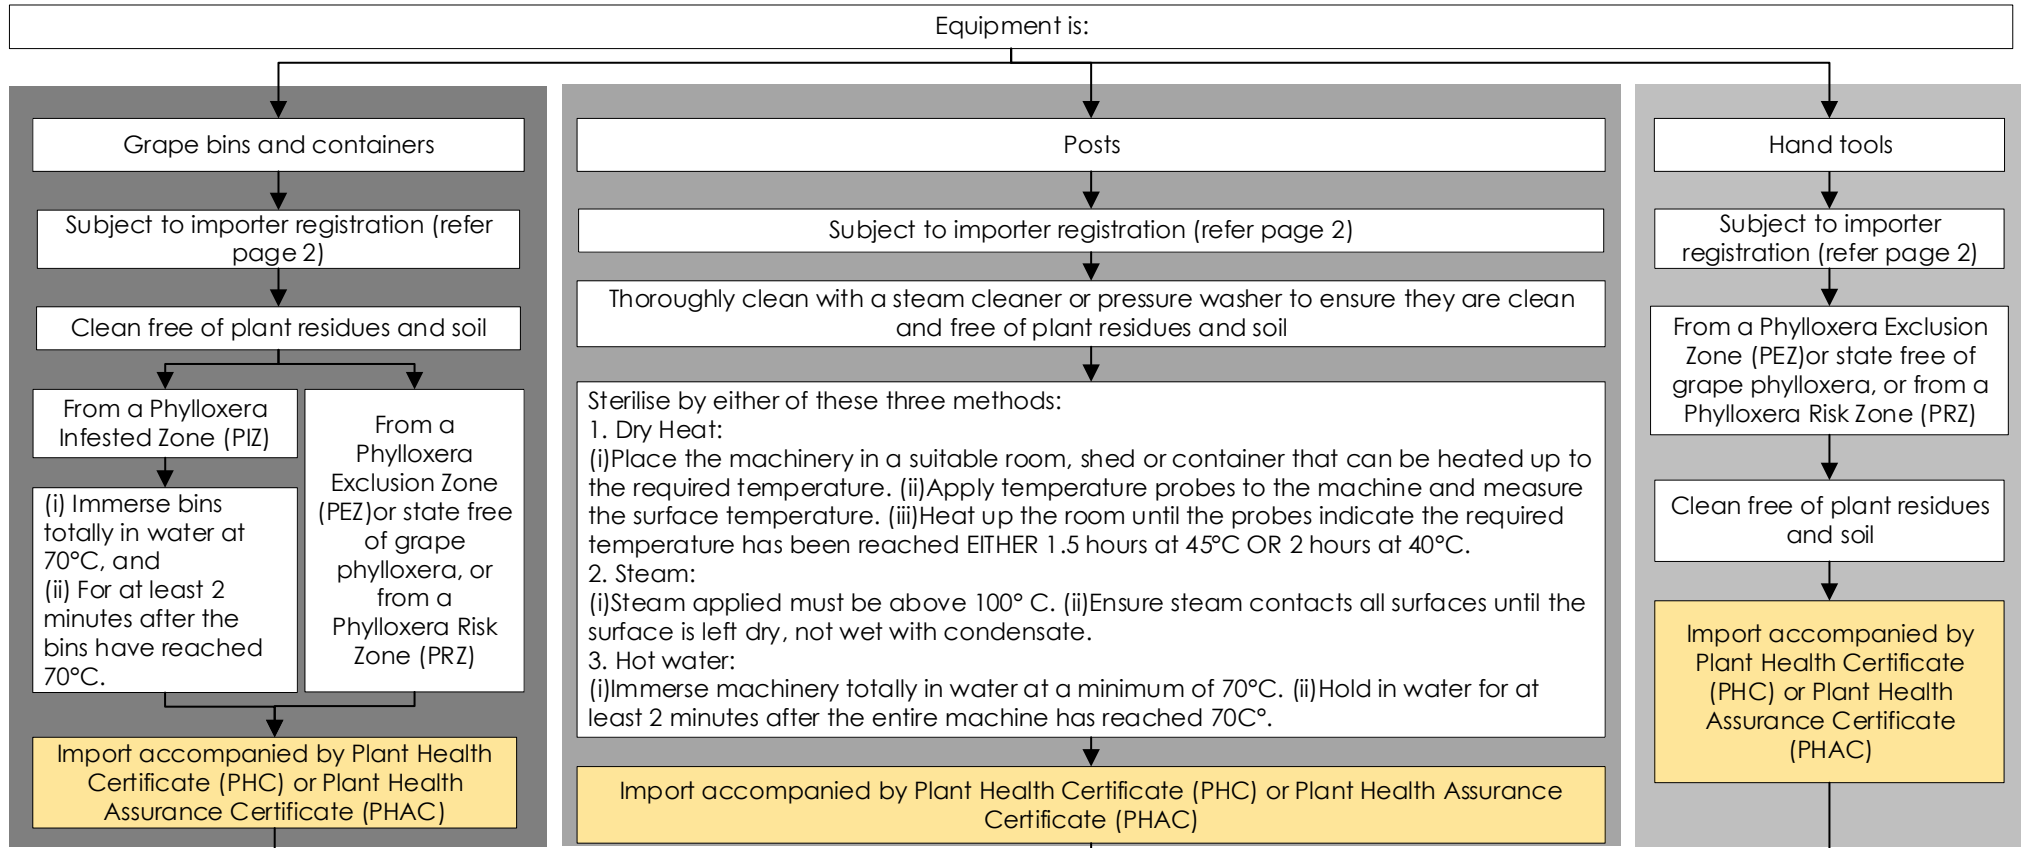 Equipment is:
Grape bins and containers
Subject to importer registration (refer
page 2)
Clean free of plant residues and soil
From a Phylloxera
Infested Zone (PIZ)
(i) Immerse bins
totally in water at
70°C, and
(ii) For at least 2
minutes after the
bins have reached
70°C.
From a
Phylloxera
Exclusion Zone
(PEZ)or state free
of grape
phylloxera, or
from a
Phylloxera Risk
Zone (PRZ)
Import accompanied by Plant Health
Certificate (PHC) or Plant Health
Assurance Certificate (PHAC)
Posts
Subject to importer registration (refer page 2)
Thoroughly clean with a steam cleaner or pressure washer to ensure they are clean
and free of plant residues and soil
Sterilise by either of these three methods:
1. Dry Heat:
(i)Place the machinery in a suitable room, shed or container that can be heated up to
the required temperature. (ii)Apply temperature probes to the machine and measure
the surface temperature. (iii)Heat up the room until the probes indicate the required
temperature has been reached EITHER 1.5 hours at 45°C OR 2 hours at 40°C.
2. Steam:
(i)Steam applied must be above 100° C. (ii)Ensure steam contacts all surfaces until the
surface is left dry, not wet with condensate.
3. Hot water:
(i)Immerse machinery totally in water at a minimum of 70°C. (ii)Hold in water for at
least 2 minutes after the entire machine has reached 70C°.
Import accompanied by Plant Health Certificate (PHC) or Plant Health Assurance
Certificate (PHAC)
Hand tools
Subject to importer
registration (refer page 2)
From a Phylloxera Exclusion
Zone (PEZ)or state free of
grape phylloxera, or from a
Phylloxera Risk Zone (PRZ)
Clean free of plant residues
and soil
Import accompanied by
Plant Health Certificate
(PHC) or Plant Health
Assurance Certificate
(PHAC)